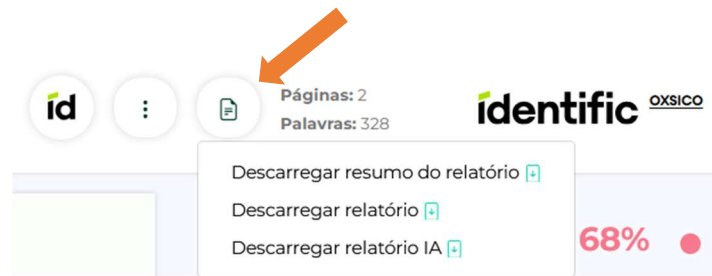 id
Páginas: 2
Palavras: 328
identific OXSICO
Descarregar resumo do relatório
Descarregar relatório
Descarregar relatório IA
68%